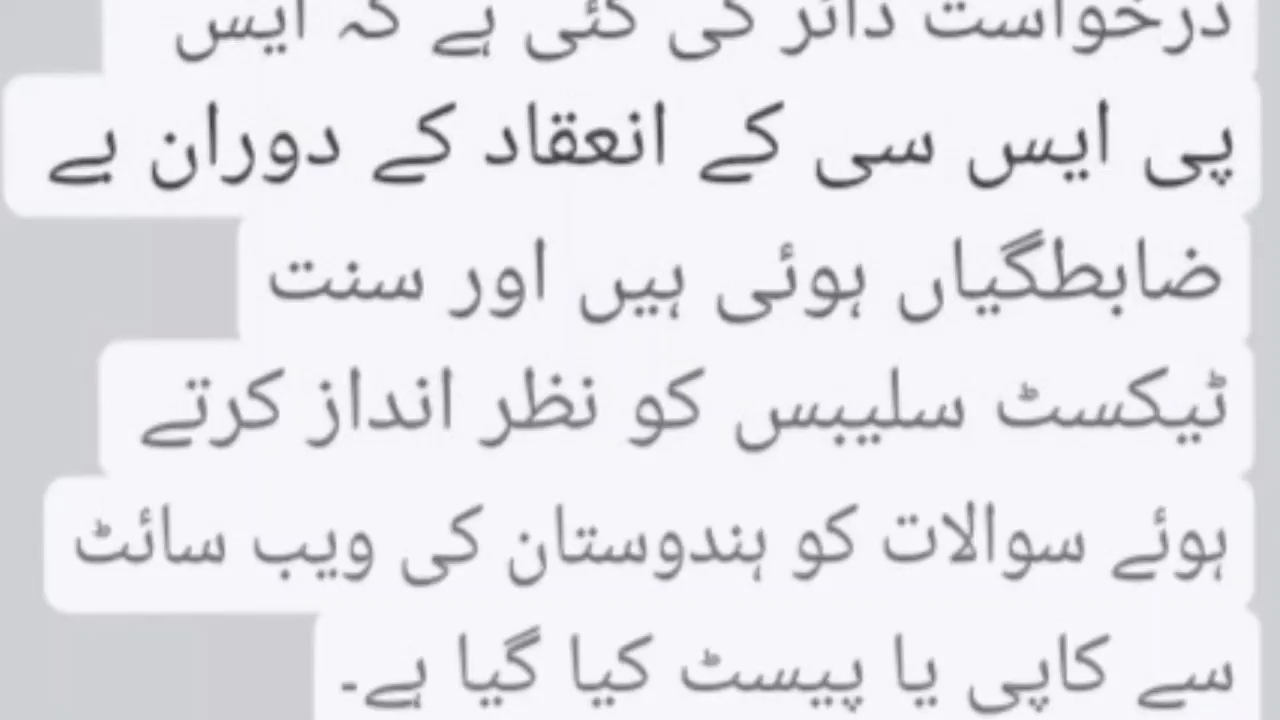 درخواست دائر کی گئی ہے کہ ایس
پی ایس سی کے انعقاد کے دوران بے
ضابطگیاں ہوئی ہیں اور سنت
ٹیکسٹ سلیبس کو نظر انداز کرتے
ہوئے سوالات کو ہندوستان کی ویب سائٹ
سے کاپی یا پیسٹ کیا گیا ہے۔